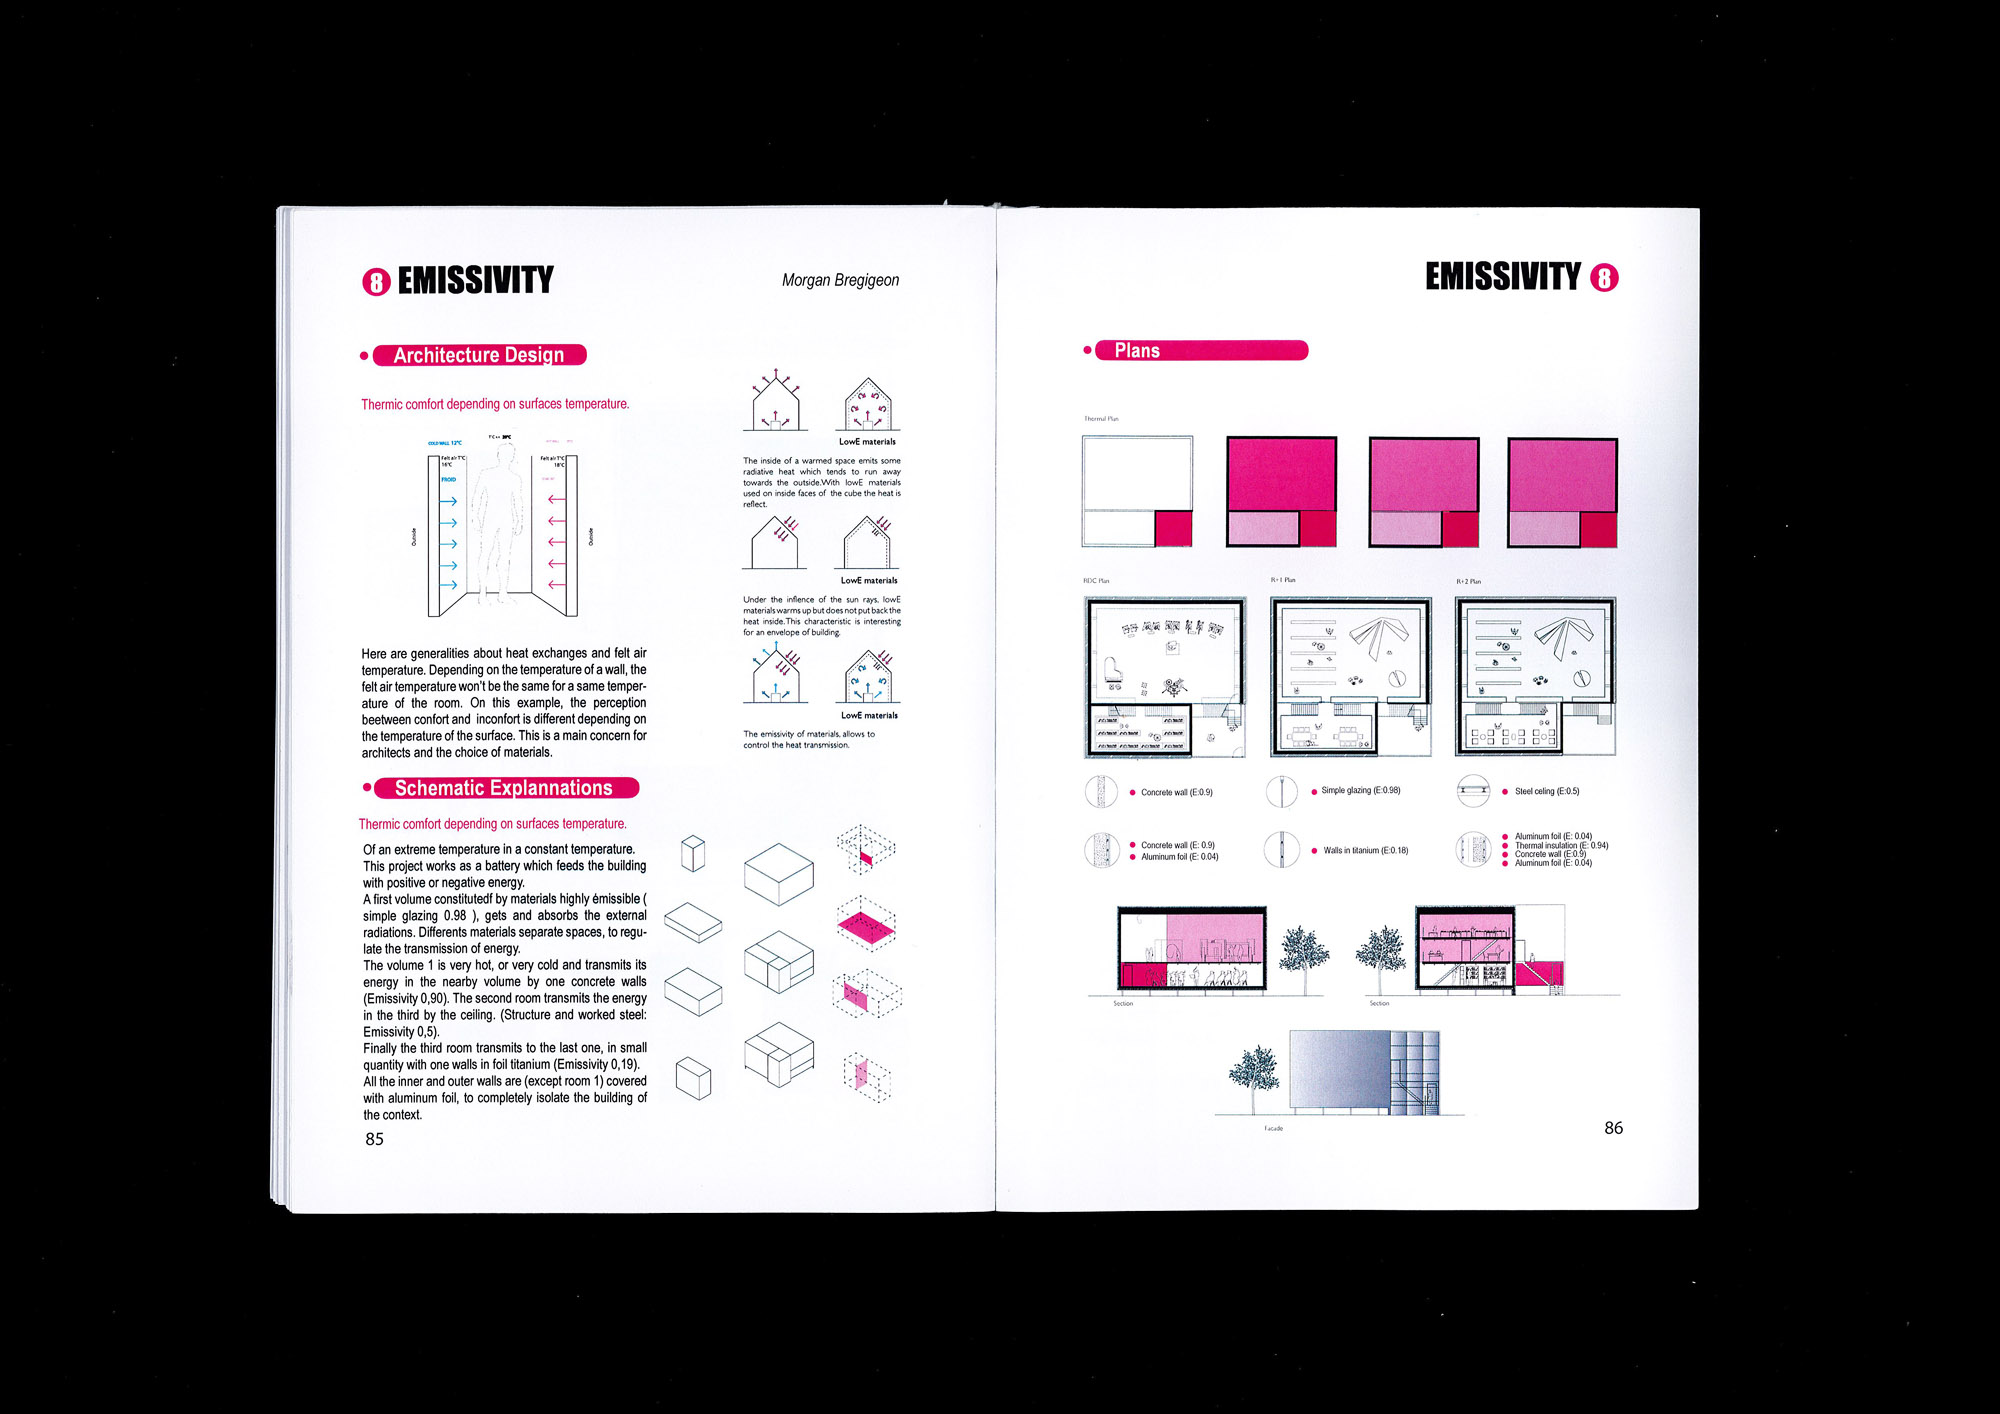 8 EMISSIVITY
Morgan Bregigeon
Architecture Design
Thermic comfort depending on surfaces temperature.
COLD WALL 12°C
20°C
Felt air T°C
16°C
Felt air T°C
18°C
FROID
Outside
Outside
Here are generalities about heat exchanges and felt air
temperature. Depending on the temperature of a wall, the
felt air temperature won't be the same for a same temper-
ature of the room. On this example, the perception
beetween confort and inconfort is different depending on
the temperature of the surface. This is a main concern for
architects and the choice of materials.
LowE materials
The inside of a warmed space emits some
radiative heat which tends to run away
towards the outside.With lowE materials
used on inside faces of the cube the heat is
reflect.
LowE materials
Under the inflence of the sun rays, lowE
materials warms up but does not put back the
heat inside.This characteristic is interesting
for an envelope of building.
LowE materials
The emissivity of materials, allows to
control the heat transmission.
Schematic Explannations
Thermic comfort depending on surfaces temperature.
Of an extreme temperature in a constant temperature.
This project works as a battery which feeds the building
with positive or negative energy.
A first volume constitutedf by materials highly émissible (
simple glazing 0.98 ), gets and absorbs the external
radiations. Differents materials separate spaces, to regu-
late the transmission of energy.
The volume 1 is very hot, or very cold and transmits its
energy in the nearby volume by one concrete walls
(Emissivity 0,90). The second room transmits the energy
in the third by the ceiling. (Structure and worked steel:
Emissivity 0,5).
Finally the third room transmits to the last one, in small
quantity with one walls in foil titanium (Emissivity 0,19).
All the inner and outer walls are (except room 1) covered
with aluminum foil, to completely isolate the building of
the context.
85
EMISSIVITY 8
Plans
Thermal Plan
RDC Plan
R+1 Plan
R+2 Plan
Concrete wall (E:0.9)
Simple glazing (E:0.98)
Steel celing (E:0.5)
Concrete wall (E: 0.9)
Aluminum foil (E: 0.04)
Walls in titanium (E:0.18)
Aluminum foil (E: 0.04)
Thermal insulation (E: 0.94)
Concrete wall (E:0.9)
Aluminum foil (E: 0.04)
Section
Section
Facade
86